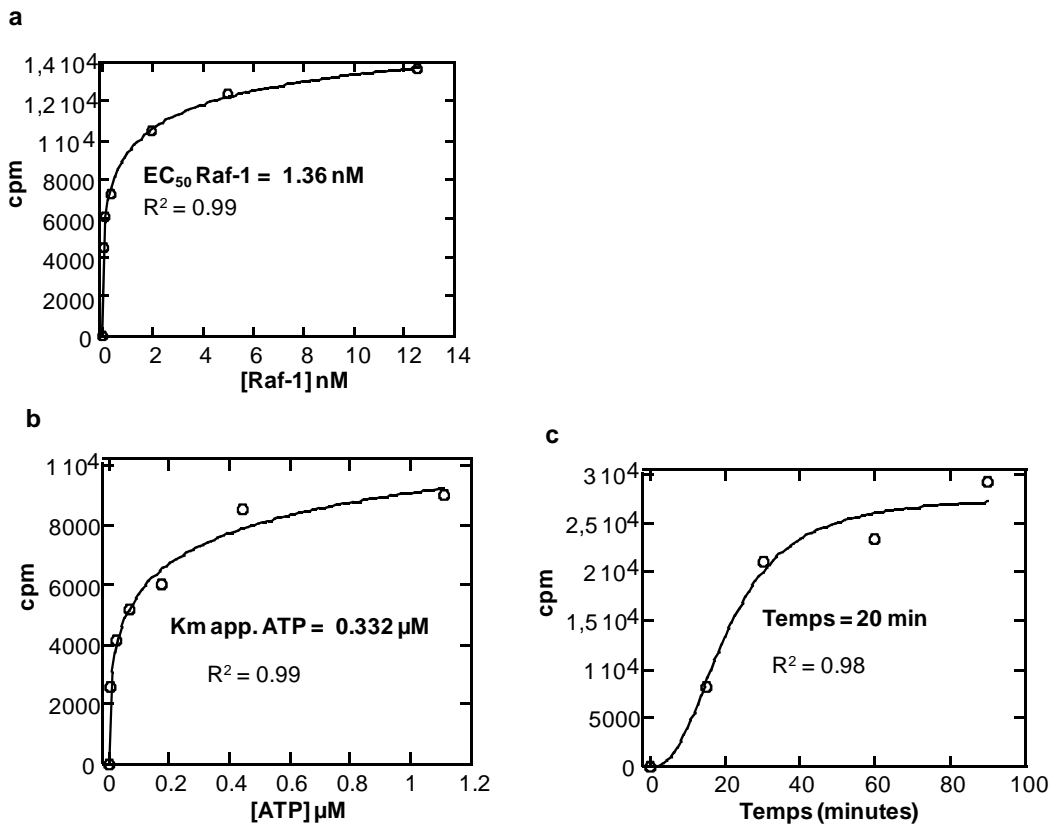 a
1,4 10⁴
1,2 10⁴
1 10⁴
8000
6000
4000
2000
0
cpm
EC₅₀ Raf-1 = 1.36 nM
R² = 0.99
0 2 4 6 8 10 12 14
[Raf-1] nM
b
1 10⁴
8000
6000
4000
2000
0
cpm
Km app. ATP = 0.332 µM
R² = 0.99
0 0.2 0.4 0.6 0.8 1 1.2
[ATP] µM
c
3 10⁴
2,5 10⁴
2 10⁴
1,5 10⁴
1 10⁴
5000
0
cpm
Temps = 20 min
R² = 0.98
0 20 40 60 80 100
Temps (minutes)